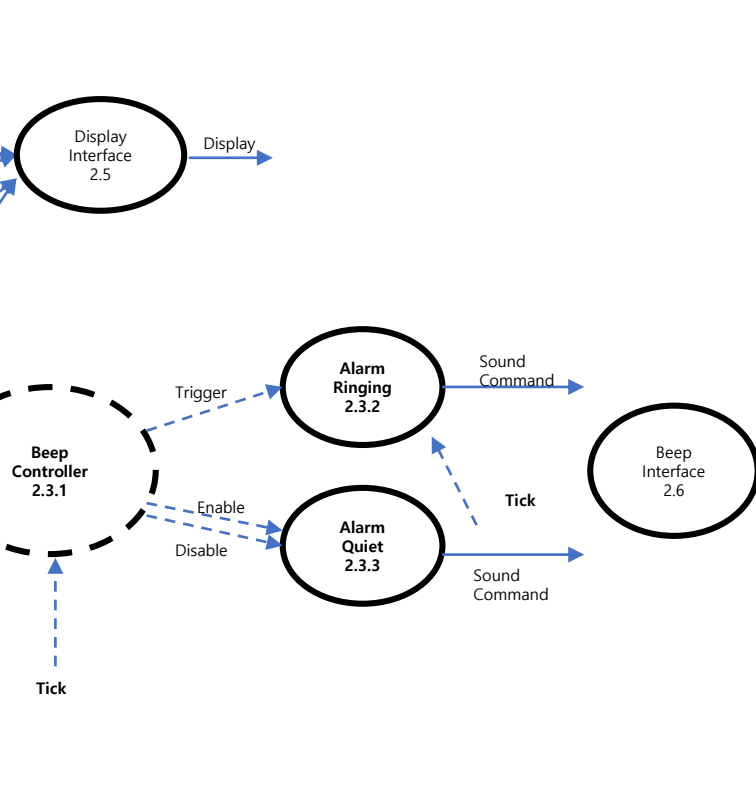 Display
Interface
2.5
Display
Alarm
Ringing
2.3.2
Sound
Command
Trigger
Beep
Controller
2.3.1
Beep
Interface
2.6
Enable
Disable
Alarm
Quiet
2.3.3
Tick
Sound
Command
Tick